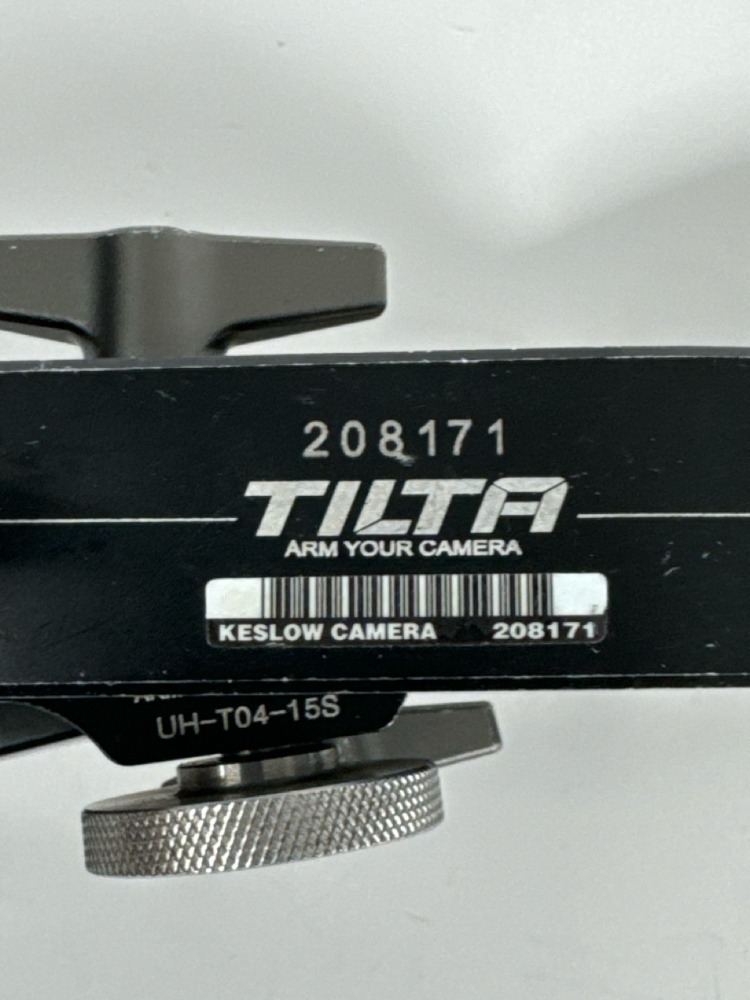 208171
TILTA
ARM YOUR CAMERA
KESLOW CAMERA 208171
UH-T04-15S